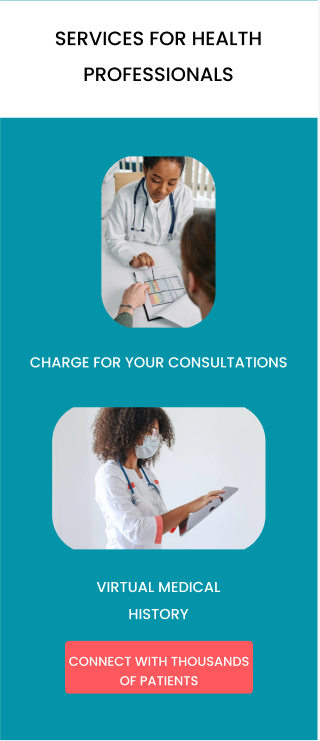 SERVICES FOR HEALTH
PROFESSIONALS
CHARGE FOR YOUR CONSULTATIONS
VIRTUAL MEDICAL
HISTORY
CONNECT WITH THOUSANDS
OF PATIENTS